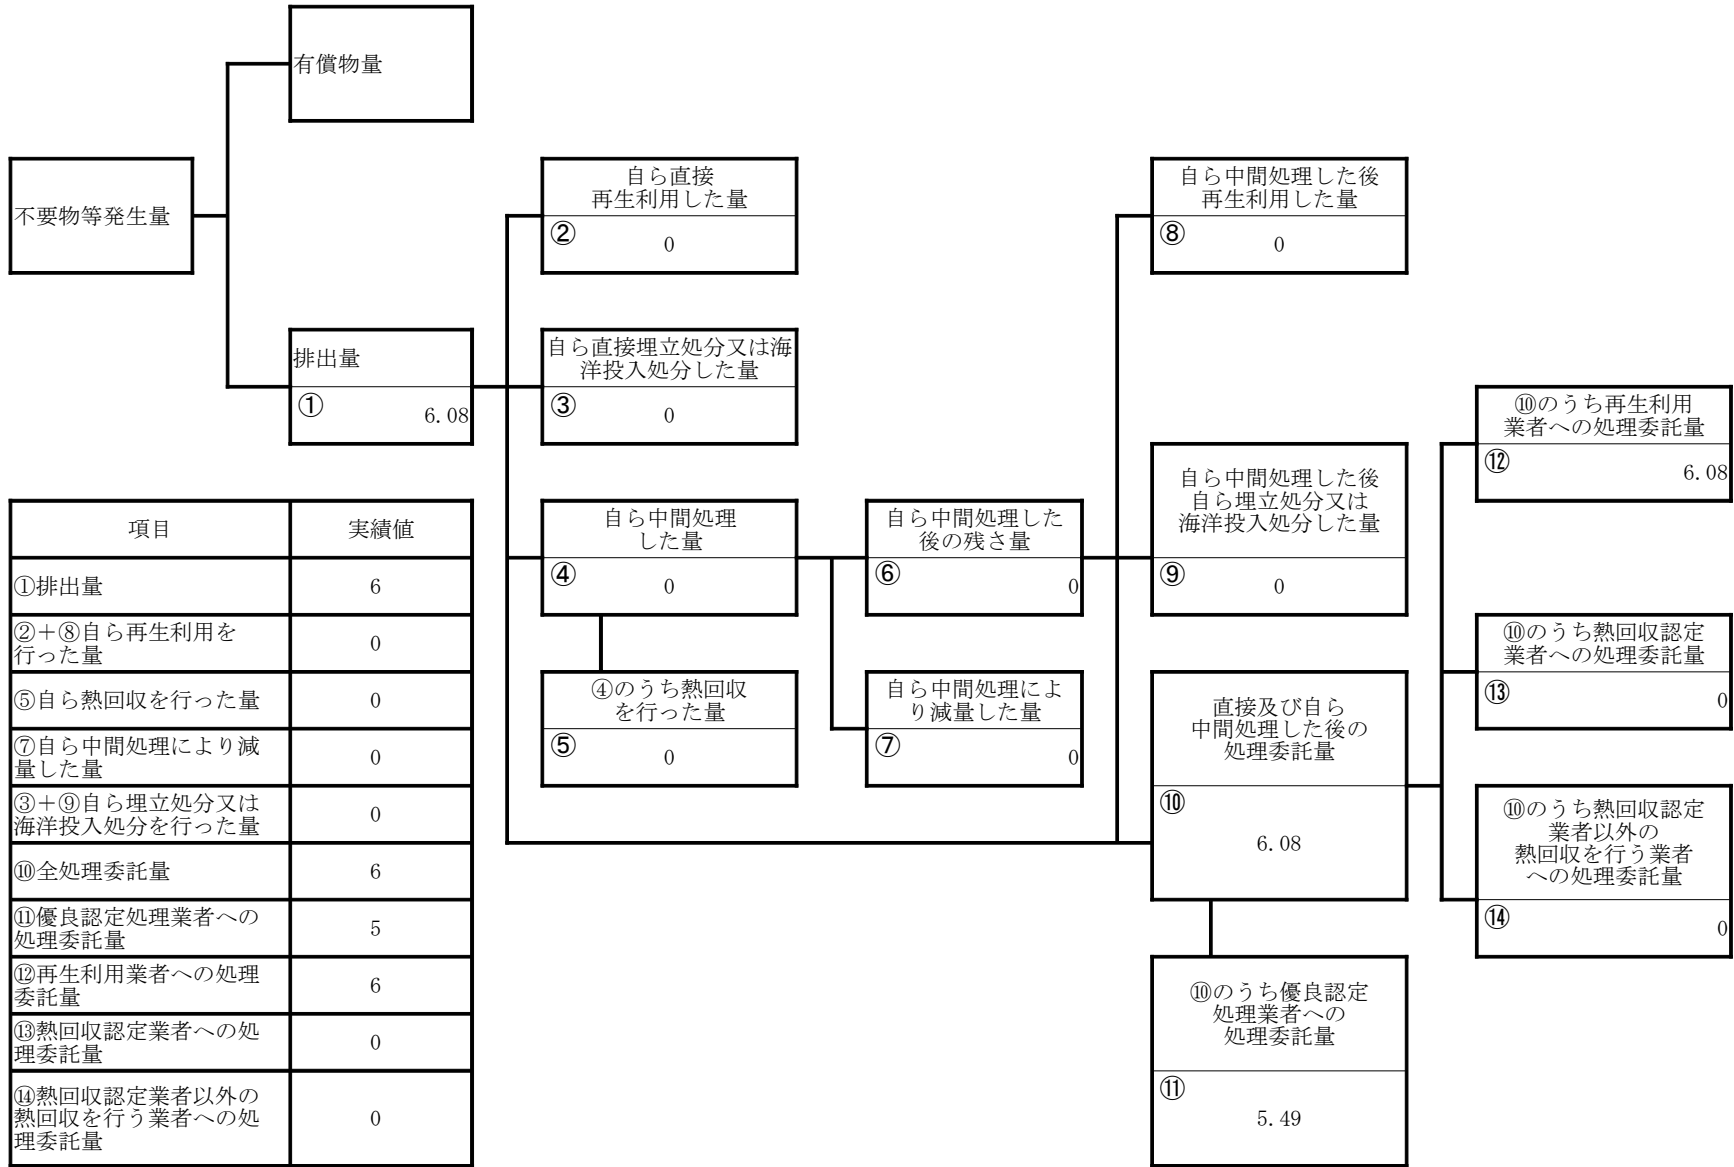 有償物量
不要物等発生量
自ら直接
再生利用した量
②
0
自ら中間処理した後
再生利用した量
⑧
0
排出量
①
6.08
自ら直接埋立処分又は海
洋投入処分した量
③
0
⑩のうち再生利用
業者への処理委託量
⑫
6.08
自ら中間処理
した量
④
0
自ら中間処理した
後の残さ量
⑥
0
自ら中間処理した後
自ら埋立処分又は
海洋投入処分した量
⑨
0
④のうち熱回収
を行った量
⑤
0
自ら中間処理によ
り減量した量
⑦
0
直接及び自ら
中間処理した後の
処理委託量
⑩
6.08
⑩のうち熱回収認定
業者への処理委託量
⑬
0
⑩のうち熱回収認定
業者以外の
熱回収を行う業者
への処理委託量
⑭
0
⑩のうち優良認定
処理業者への
処理委託量
⑪
5.49
項目 実績値
①排出量 6
②＋⑧自ら再生利用を
行った量 0
⑤自ら熱回収を行った量 0
⑦自ら中間処理により減
量した量 0
③＋⑨自ら埋立処分又は
海洋投入処分を行った量 0
⑩全処理委託量 6
⑪優良認定処理業者への
処理委託量 5
⑫再生利用業者への処理
委託量 6
⑬熱回収認定業者への処
理委託量 0
⑭熱回収認定業者以外の
熱回収を行う業者への処
理委託量 0